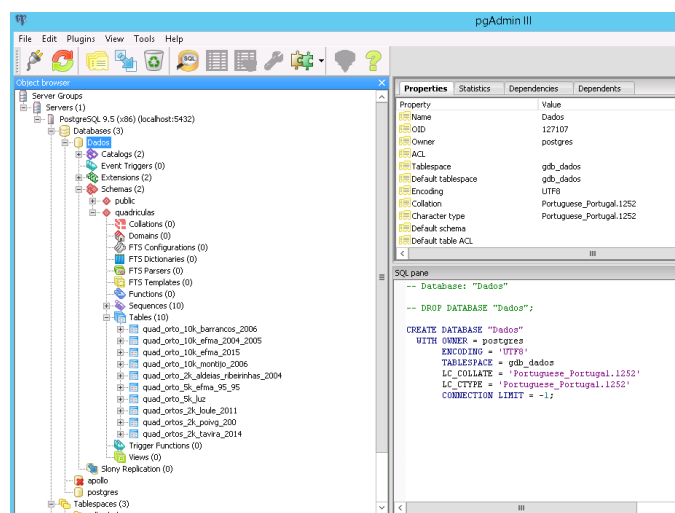 pgAdmin III
File Edit Plugins View Tools Help
SQL
Object browser
Server Groups
Servers (1)
PostgreSQL 9.5 (x86) (localhost:5432)
Databases (3)
Dados
Catalogs (2)
Event Triggers (0)
Extensions (2)
Schemas (2)
public
quadriculas
Collations (0)
Domains (0)
FTS Configurations (0)
FTS Dictionaries (0)
FTS Parsers (0)
FTS Templates (0)
Functions (0)
Sequences (10)
Tables (10)
quad_orto_10k_barrancos_2006
quad_orto_10k_efma_2004_2005
quad_orto_10k_efma_2015
quad_orto_10k_montijo_2006
quad_orto_2k_aldeias_ribeirinhas_2004
quad_orto_5k_efma_95_95
quad_orto_5k_luz
quad_ortos_2k_loule_2011
quad_ortos_2k_poivg_200
quad_ortos_2k_tavira_2014
Trigger Functions (0)
Views (0)
Slony Replication (0)
apollo
postgres
Tablespaces (3)
Properties Statistics Dependencies Dependents
Property Value
Name Dados
OID 127107
Owner postgres
ACL
Tablespace gdb_dados
Default tablespace gdb_dados
Encoding UTF8
Collation Portuguese_Portugal.1252
Character type Portuguese_Portugal.1252
Default schema
Default table ACL
SQL pane
-- Database: "Dados"
-- DROP DATABASE "Dados";
CREATE DATABASE "Dados"
WITH OWNER = postgres
ENCODING = 'UTF8'
TABLESPACE = gdb_dados
LC_COLLATE = 'Portuguese_Portugal.1252'
LC_CTYPE = 'Portuguese_Portugal.1252'
CONNECTION LIMIT = -1;